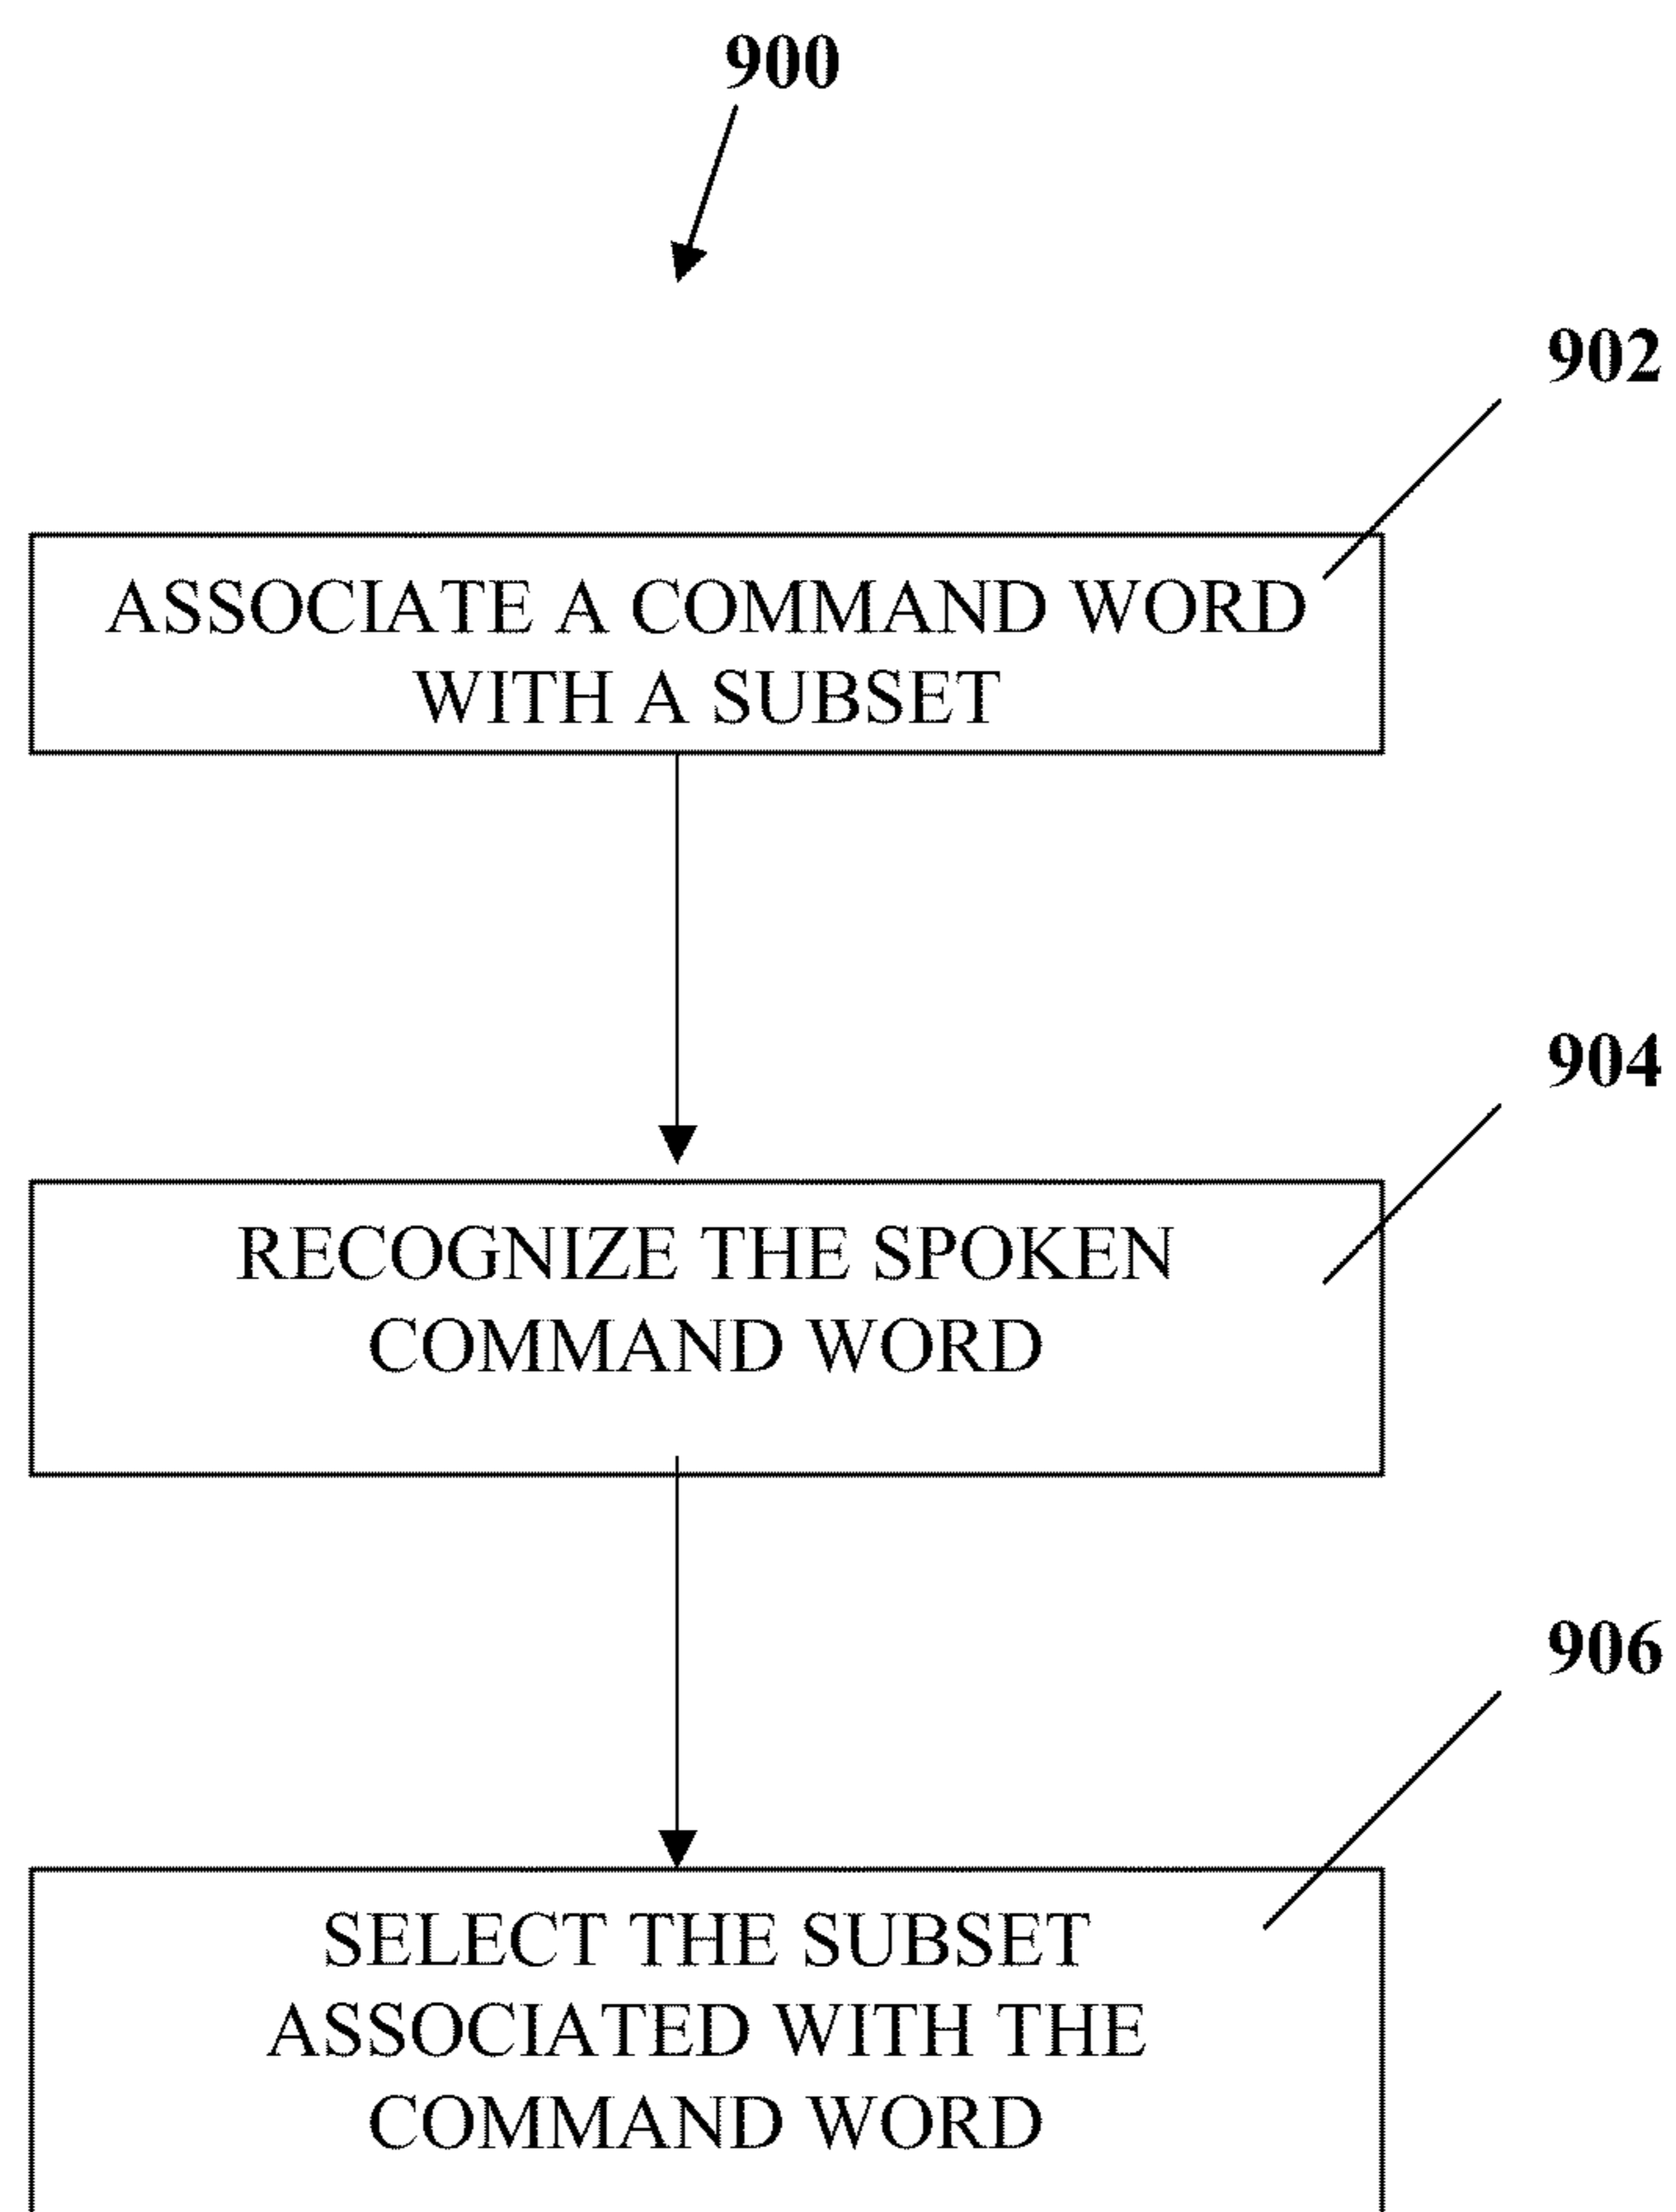 900
902
ASSOCIATE A COMMAND WORD
WITH A SUBSET
904
RECOGNIZE THE SPOKEN
COMMAND WORD
906
SELECT THE SUBSET
ASSOCIATED WITH THE
COMMAND WORD